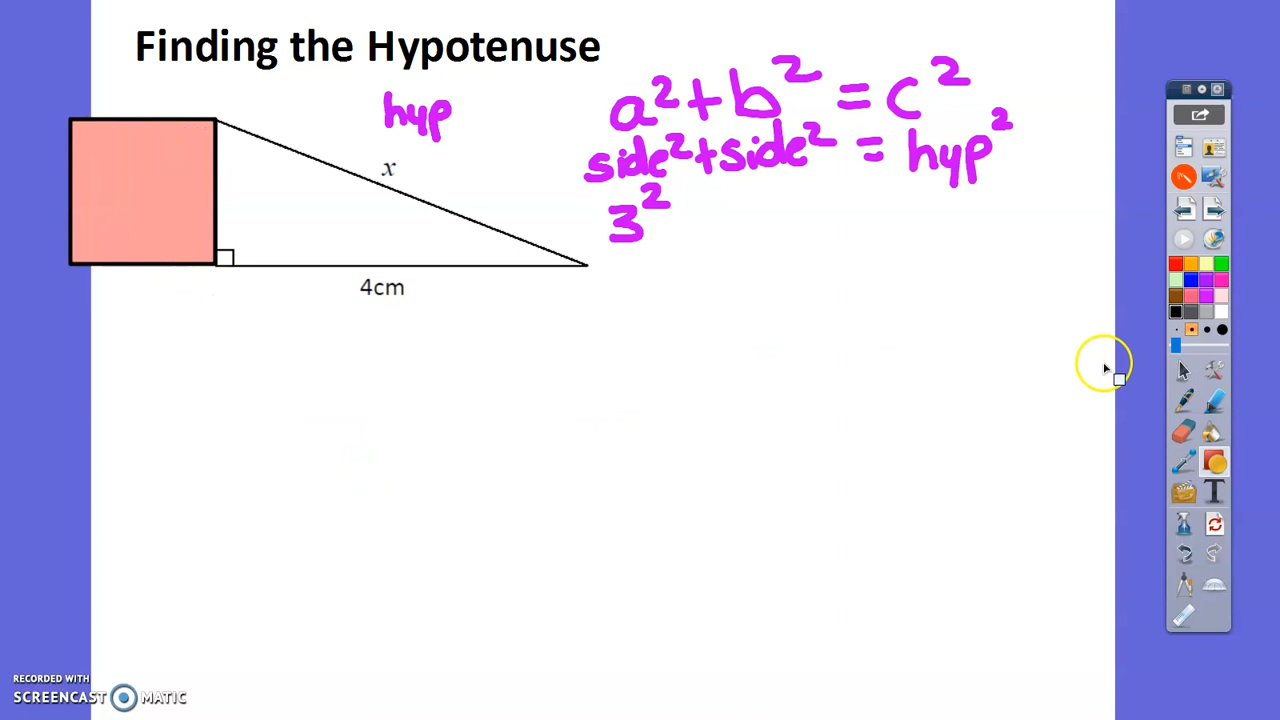 Finding the Hypotenuse
hyp
a² + b² = c²
side² + side² = hyp²
x
3²
4cm
RECORDED WITH
SCREENCAST MATIC